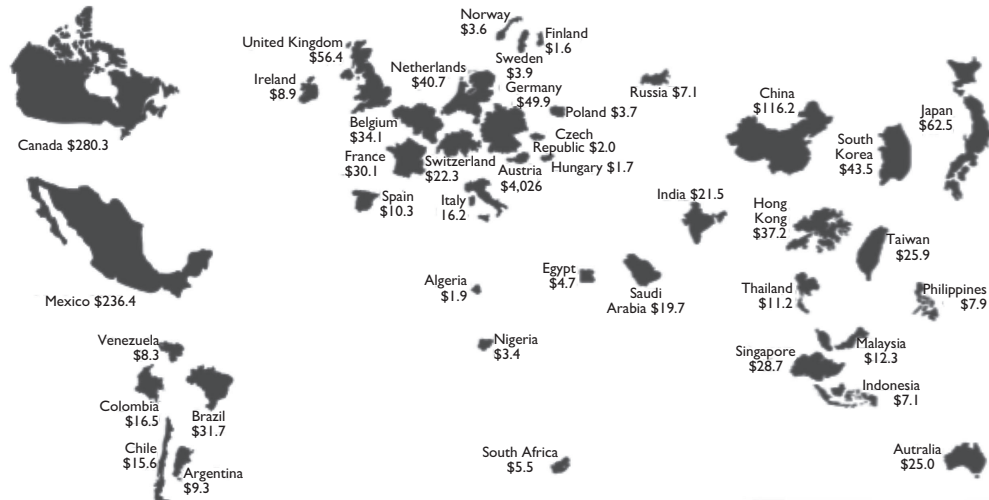 Norway
$3.6
Finland
$1.6
Sweden
$3.9
United Kingdom
$56.4
Ireland
$8.9
Netherlands
$40.7
Germany
$49.9
Poland $3.7
Russia $7.1
China
$116.2
Japan
$62.5
South
Korea
$43.5
Canada $280.3
Belgium
$34.1
Czech
Republic $2.0
France
$30.1
Switzerland
$22.3
Austria
$4,026
Hungary $1.7
Spain
$10.3
Italy
16.2
India $21.5
Hong
Kong
$37.2
Taiwan
$25.9
Mexico $236.4
Algeria
$1.9
Egypt
$4.7
Saudi
Arabia $19.7
Thailand
$11.2
Philippines
$7.9
Venezuela
$8.3
Nigeria
$3.4
Malaysia
$12.3
Singapore
$28.7
Indonesia
$7.1
Colombia
$16.5
Brazil
$31.7
Chile
$15.6
Argentina
$9.3
South Africa
$5.5
Autralia
$25.0